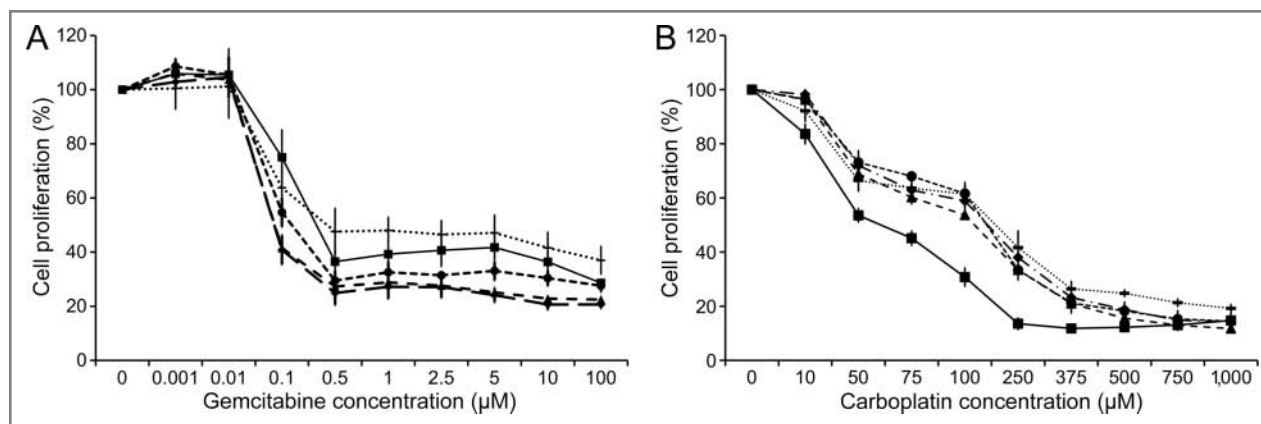 A
B
120
100
80
60
40
20
0
Cell proliferation (%)
0 0.001 0.01 0.1 0.5 1 2.5 5 10 100
Gemcitabine concentration (µM)
120
100
80
60
40
20
0
Cell proliferation (%)
0 10 50 75 100 250 375 500 750 1,000
Carboplatin concentration (µM)